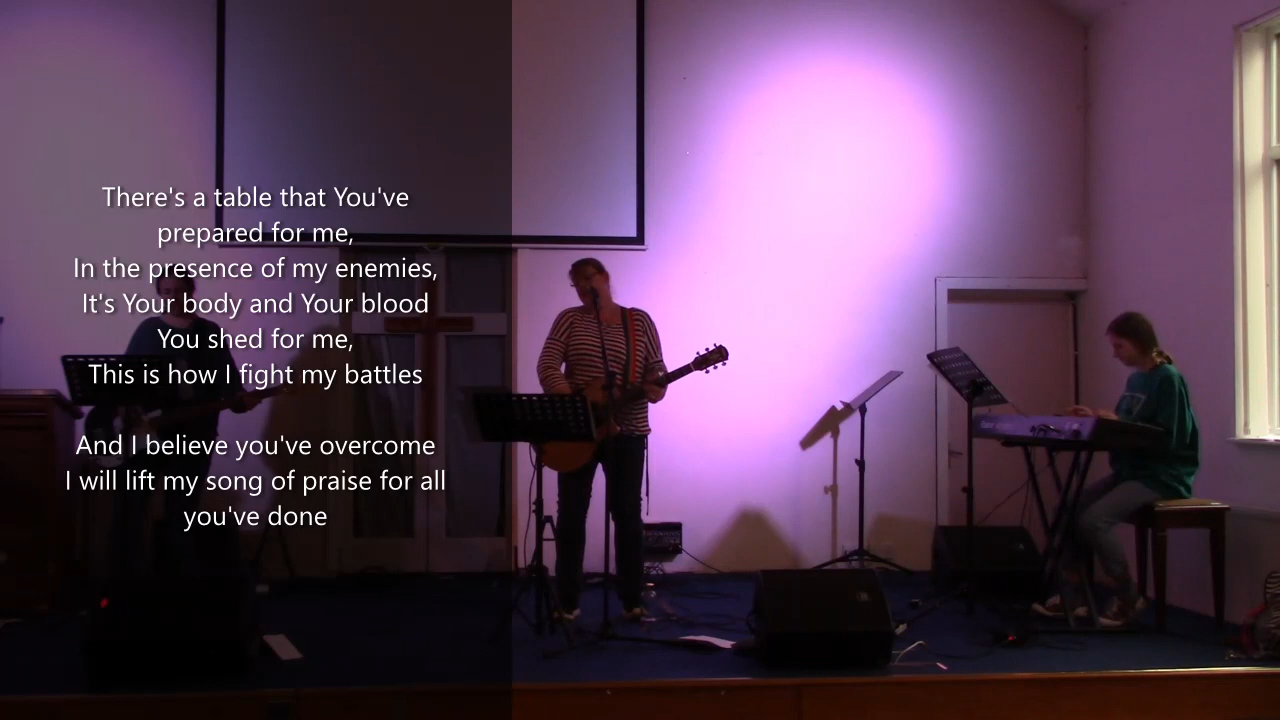 There's a table that You've
prepared for me,
In the presence of my enemies,
It's Your body and Your blood
You shed for me,
This is how I fight my battles
And I believe you've overcome
I will lift my song of praise for all
you've done